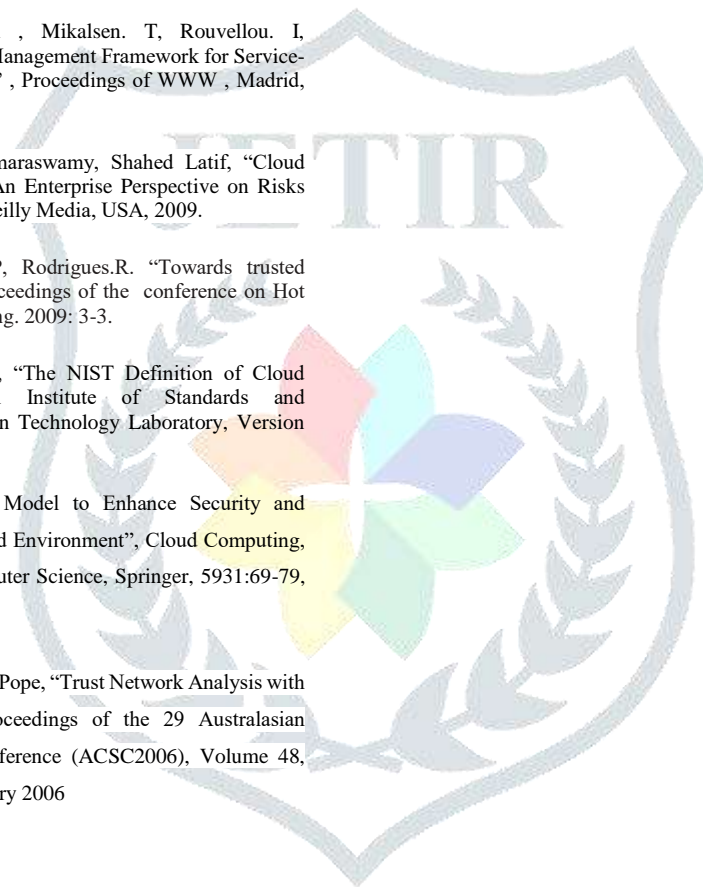 , Mikalsen. T, Rouvellou. I,
Management Framework for Service-
” , Proceedings of WWW , Madrid,
JETIR
maraswamy, Shahed Latif, “Cloud
An Enterprise Perspective on Risks
eilly Media, USA, 2009.
P, Rodrigues.R. “Towards trusted
ceedings of the conference on Hot
ng. 2009: 3-3.
, “The NIST Definition of Cloud
Institute of Standards and
n Technology Laboratory, Version
Model to Enhance Security and
d Environment”, Cloud Computing,
uter Science, Springer, 5931:69-79,
Pope, “Trust Network Analysis with
oceedings of the 29 Australasian
ference (ACSC2006), Volume 48,
ry 2006